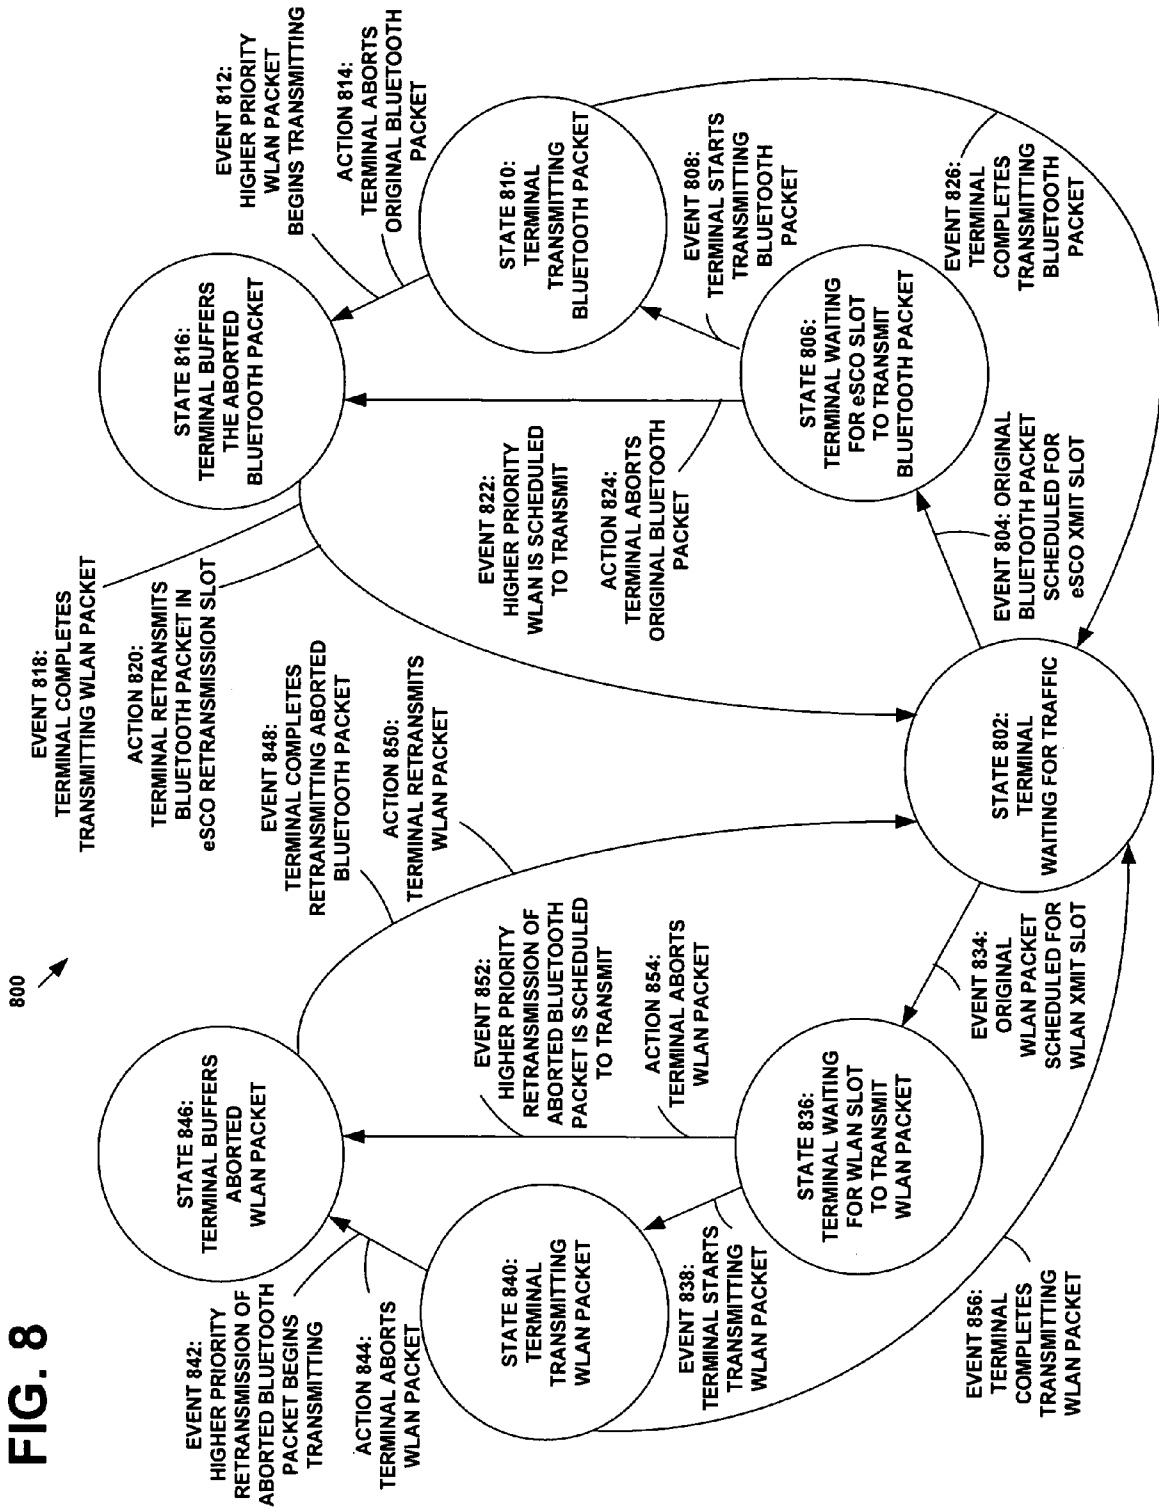 FIG. 8
800
EVENT 842:
HIGHER PRIORITY
RETRANSMISSION OF
ABORTED BLUETOOTH
PACKET BEGINS
TRANSMITTING
ACTION 844:
TERMINAL ABORTS
WLAN PACKET
STATE 846:
TERMINAL BUFFERS
ABORTED
WLAN PACKET
STATE 840:
TERMINAL
TRANSMITTING
WLAN PACKET
EVENT 838:
TERMINAL STARTS
TRANSMITTING
WLAN PACKET
EVENT 852:
HIGHER PRIORITY
RETRANSMISSION OF
ABORTED BLUETOOTH
PACKET IS SCHEDULED
TO TRANSMIT
ACTION 854:
TERMINAL ABORTS
WLAN PACKET
STATE 836:
TERMINAL WAITING
FOR WLAN SLOT
TO TRANSMIT
WLAN PACKET
EVENT 834:
ORIGINAL
WLAN PACKET
SCHEDULED FOR
WLAN XMIT SLOT
EVENT 856:
TERMINAL
COMPLETES
TRANSMITTING
WLAN PACKET
EVENT 848:
TERMINAL COMPLETES
RETRANSMITTING ABORTED
BLUETOOTH PACKET
ACTION 850:
TERMINAL RETRANSMITS
WLAN PACKET
STATE 802:
TERMINAL
WAITING FOR TRAFFIC
EVENT 818:
TERMINAL COMPLETES
TRANSMITTING WLAN PACKET
ACTION 820:
TERMINAL RETRANSMITS
BLUETOOTH PACKET IN
eSCO RETRANSMISSION SLOT
STATE 816:
TERMINAL BUFFERS
THE ABORTED
BLUETOOTH PACKET
EVENT 822:
HIGHER PRIORITY
WLAN IS SCHEDULED
TO TRANSMIT
ACTION 824:
TERMINAL ABORTS
ORIGINAL BLUETOOTH
PACKET
STATE 806:
TERMINAL WAITING
FOR eSCO SLOT
TO TRANSMIT
BLUETOOTH PACKET
EVENT 804: ORIGINAL
BLUETOOTH PACKET
SCHEDULED FOR
eSCO XMIT SLOT
EVENT 812:
HIGHER PRIORITY
WLAN PACKET
BEGINS TRANSMITTING
ACTION 814:
TERMINAL ABORTS
ORIGINAL BLUETOOTH
PACKET
STATE 810:
TERMINAL
TRANSMITTING
BLUETOOTH PACKET
EVENT 808:
TERMINAL STARTS
TRANSMITTING
BLUETOOTH
PACKET
EVENT 826:
TERMINAL
COMPLETES
TRANSMITTING
BLUETOOTH
PACKET